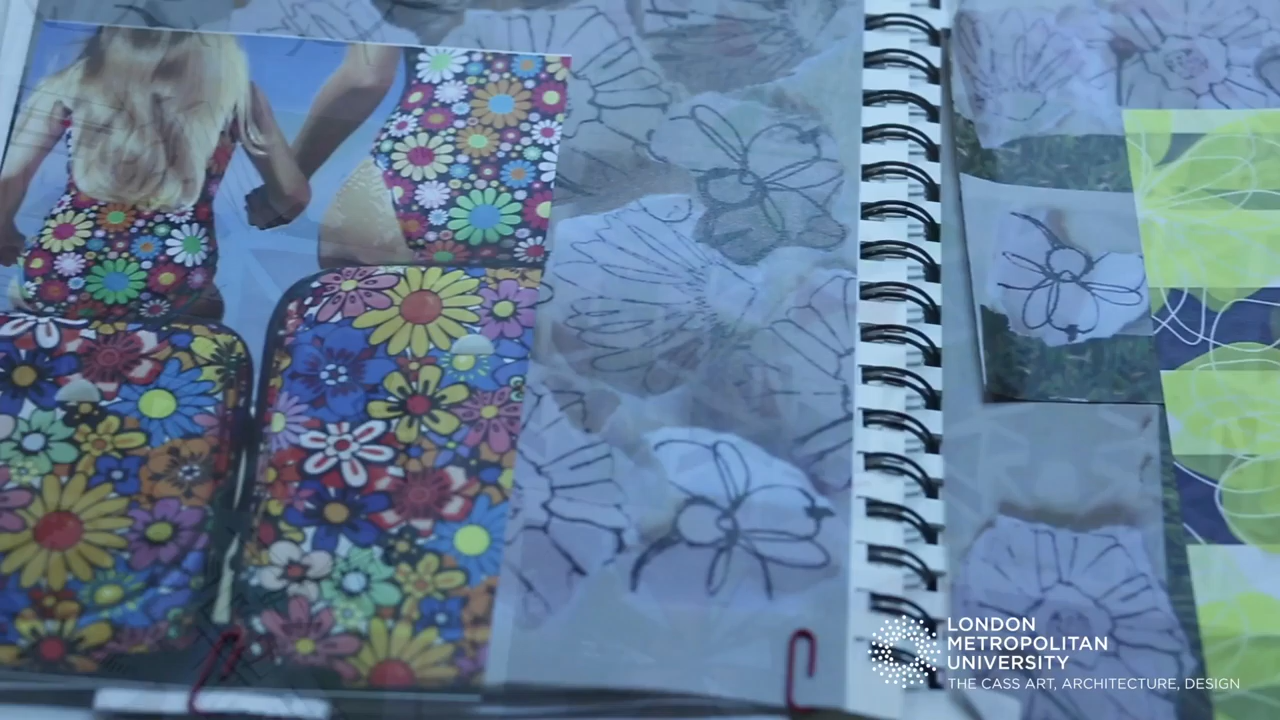 LONDON
METROPOLITAN
UNIVERSITY
THE CASS ART, ARCHITECTURE, DESIGN